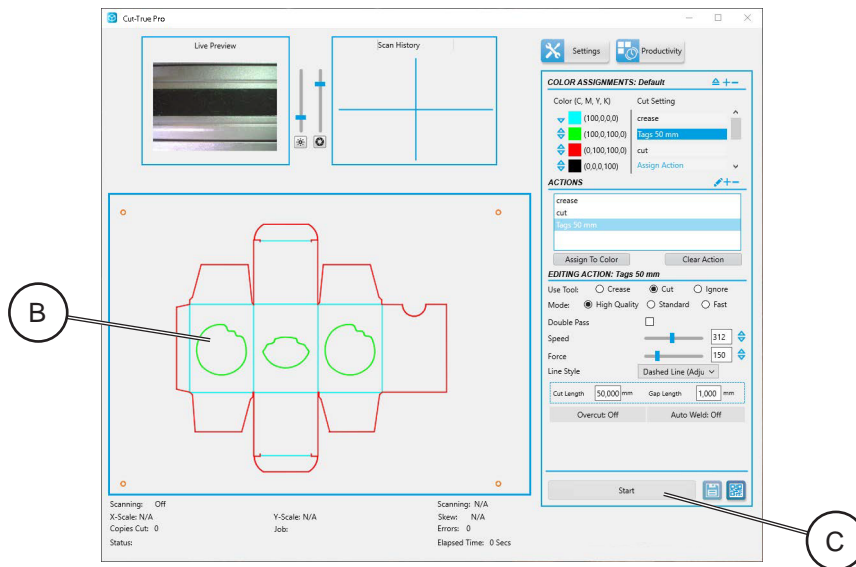 Cut-True Pro
Live Preview
Scan History
Settings
Productivity
COLOR ASSIGNMENTS: Default
Color (C, M, Y, K) Cut Setting
(100,0,0,0) crease
(100,0,100,0) Tags 50 mm
(0,100,100,0) cut
(0,0,0,100) Assign Action
ACTIONS
crease
cut
Tags 50 mm
Assign To Color Clear Action
EDITING ACTION: Tags 50 mm
Use Tool: Crease Cut Ignore
Mode: High Quality Standard Fast
Double Pass
Speed 312
Force 150
Line Style Dashed Line (Adju
Cut Length 50,000 mm Gap Length 1,000 mm
Overcut: Off Auto Weld: Off
Start
B
C
Scanning: Off Scanning: N/A
X-Scale: N/A Y-Scale: N/A Skew: N/A
Copies Cut: 0 Job: Errors: 0
Status: Elapsed Time: 0 Secs